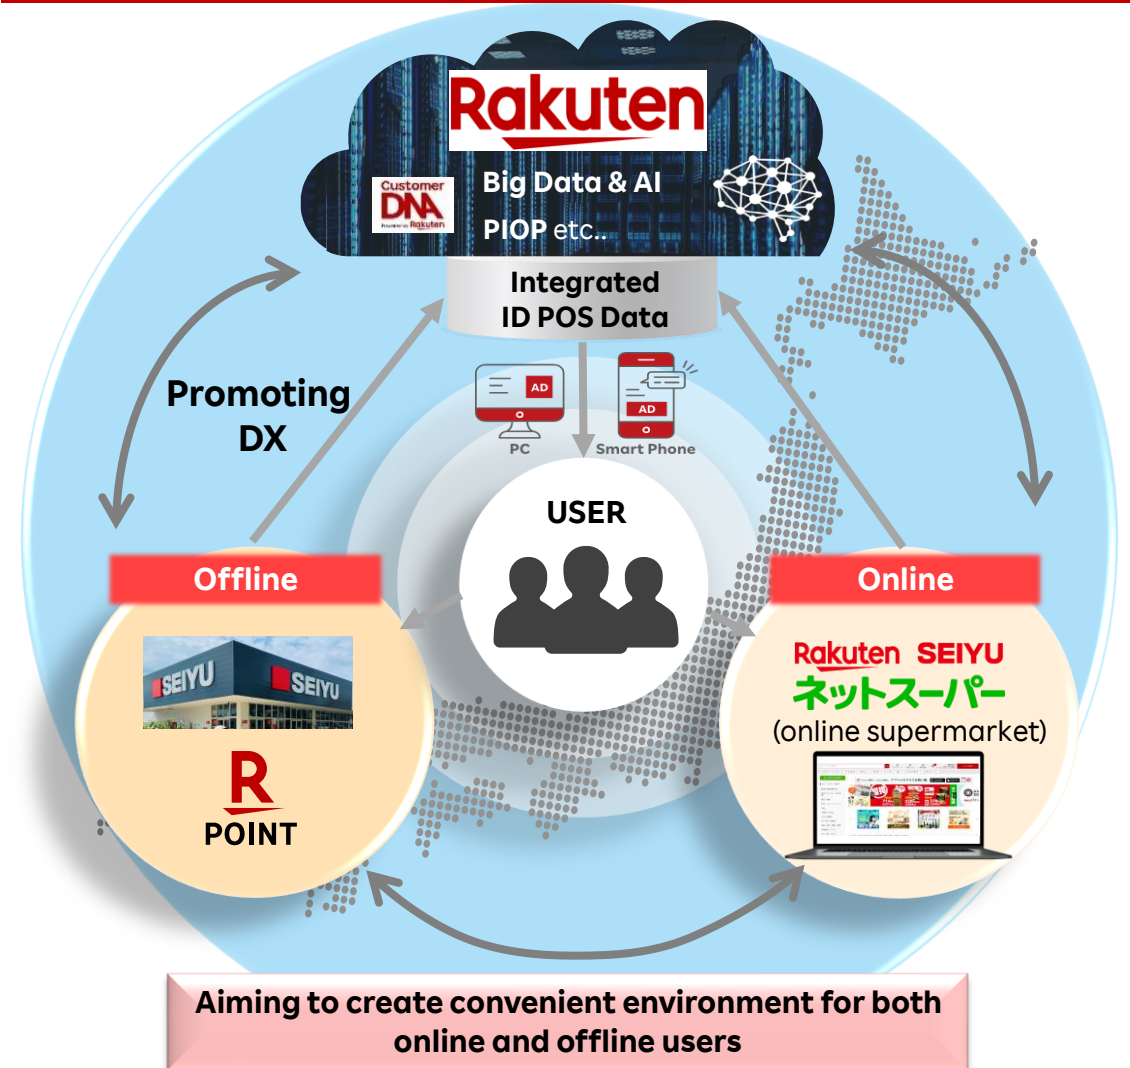 Rakuten
Customer
DNA
Rakuten
Big Data & AI
PIOP etc..
Integrated
ID POS Data
Promoting
DX
AD
PC
AD
Smart Phone
USER
Offline
SEIYU
SEIYU
R
POINT
Online
Rakuten SEIYU
ネットスーパー
(online supermarket)
Aiming to create convenient environment for both
online and offline users